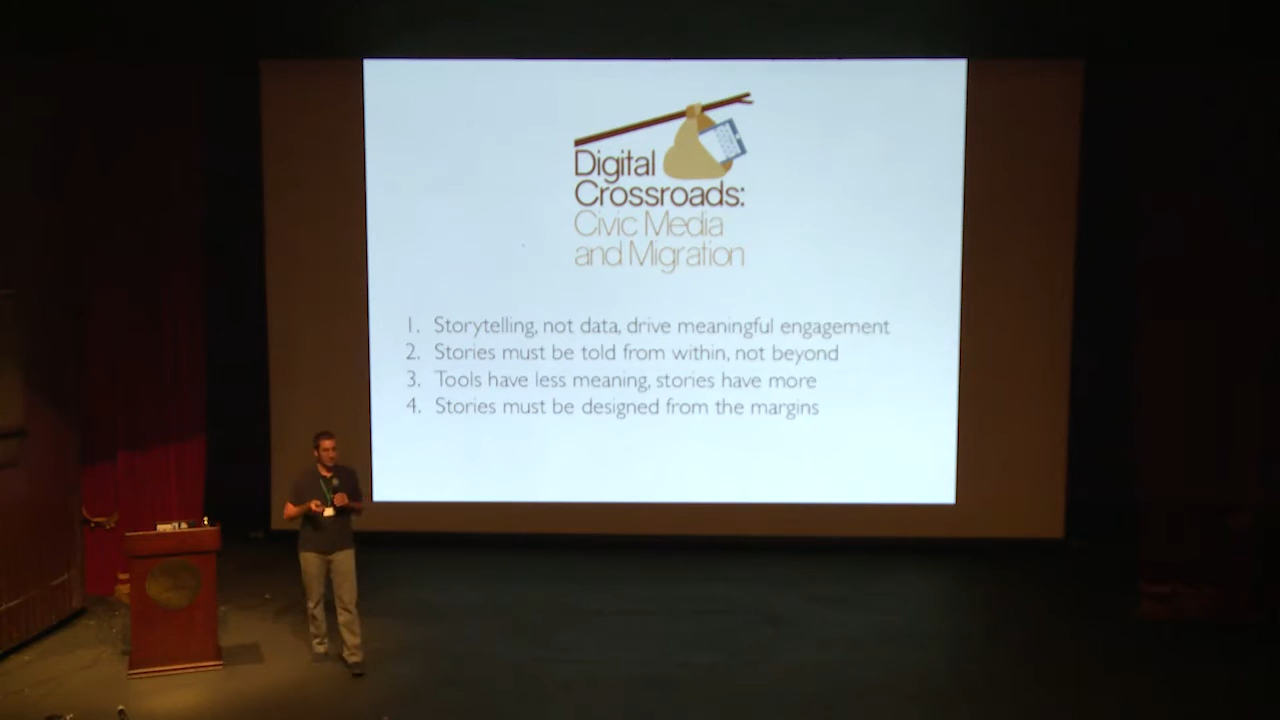 Digital
Crossroads:
Civic Media
and Migration
1. Storytelling, not data, drive meaningful engagement
2. Stories must be told from within, not beyond
3. Tools have less meaning, stories have more
4. Stories must be designed from the margins